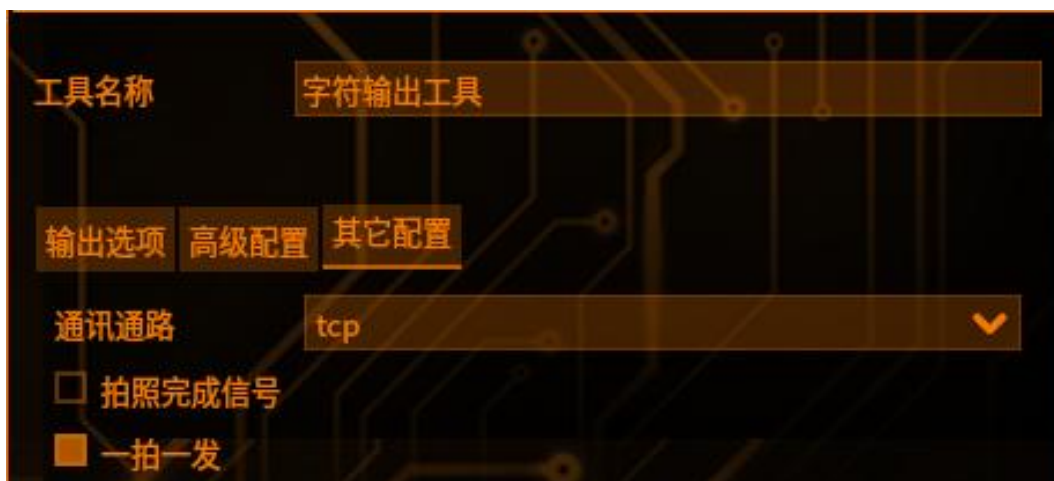 工具名称 字符输出工具
输出选项 高级配置 其它配置
通讯通路 tcp
拍照完成信号
一拍一发